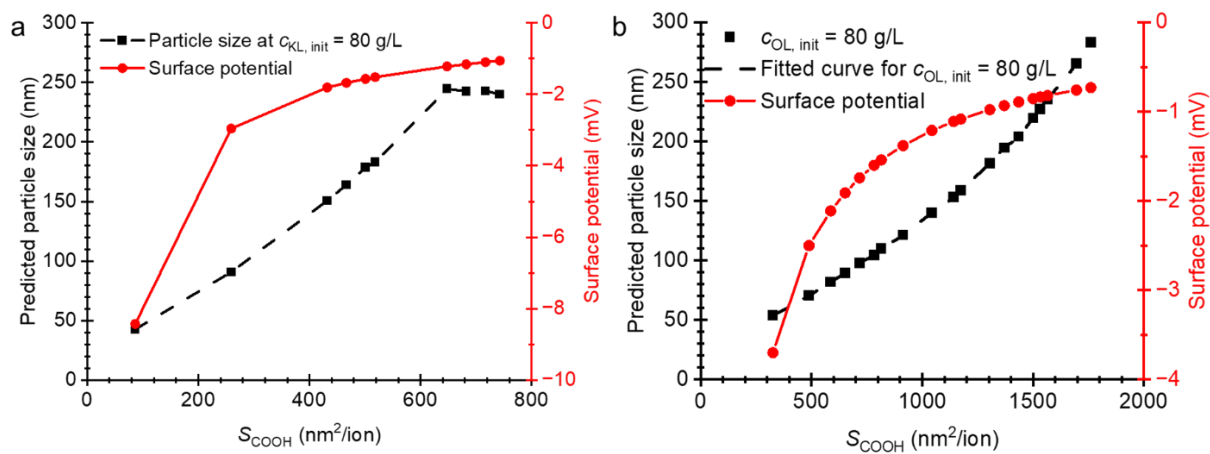 a
Particle size at cKL, init = 80 g/L
Surface potential
Predicted particle size (nm)
300
250
200
150
100
50
0
0
−2
−4
−6
−8
−10
Surface potential (mV)
0 200 400 600 800
SCOOH (nm²/ion)
b
cOL, init = 80 g/L
Fitted curve for cOL, init = 80 g/L
Surface potential
Predicted particle size (nm)
300
250
200
150
100
50
0
0
−1
−2
−3
−4
Surface potential (mV)
0 500 1000 1500 2000
SCOOH (nm²/ion)